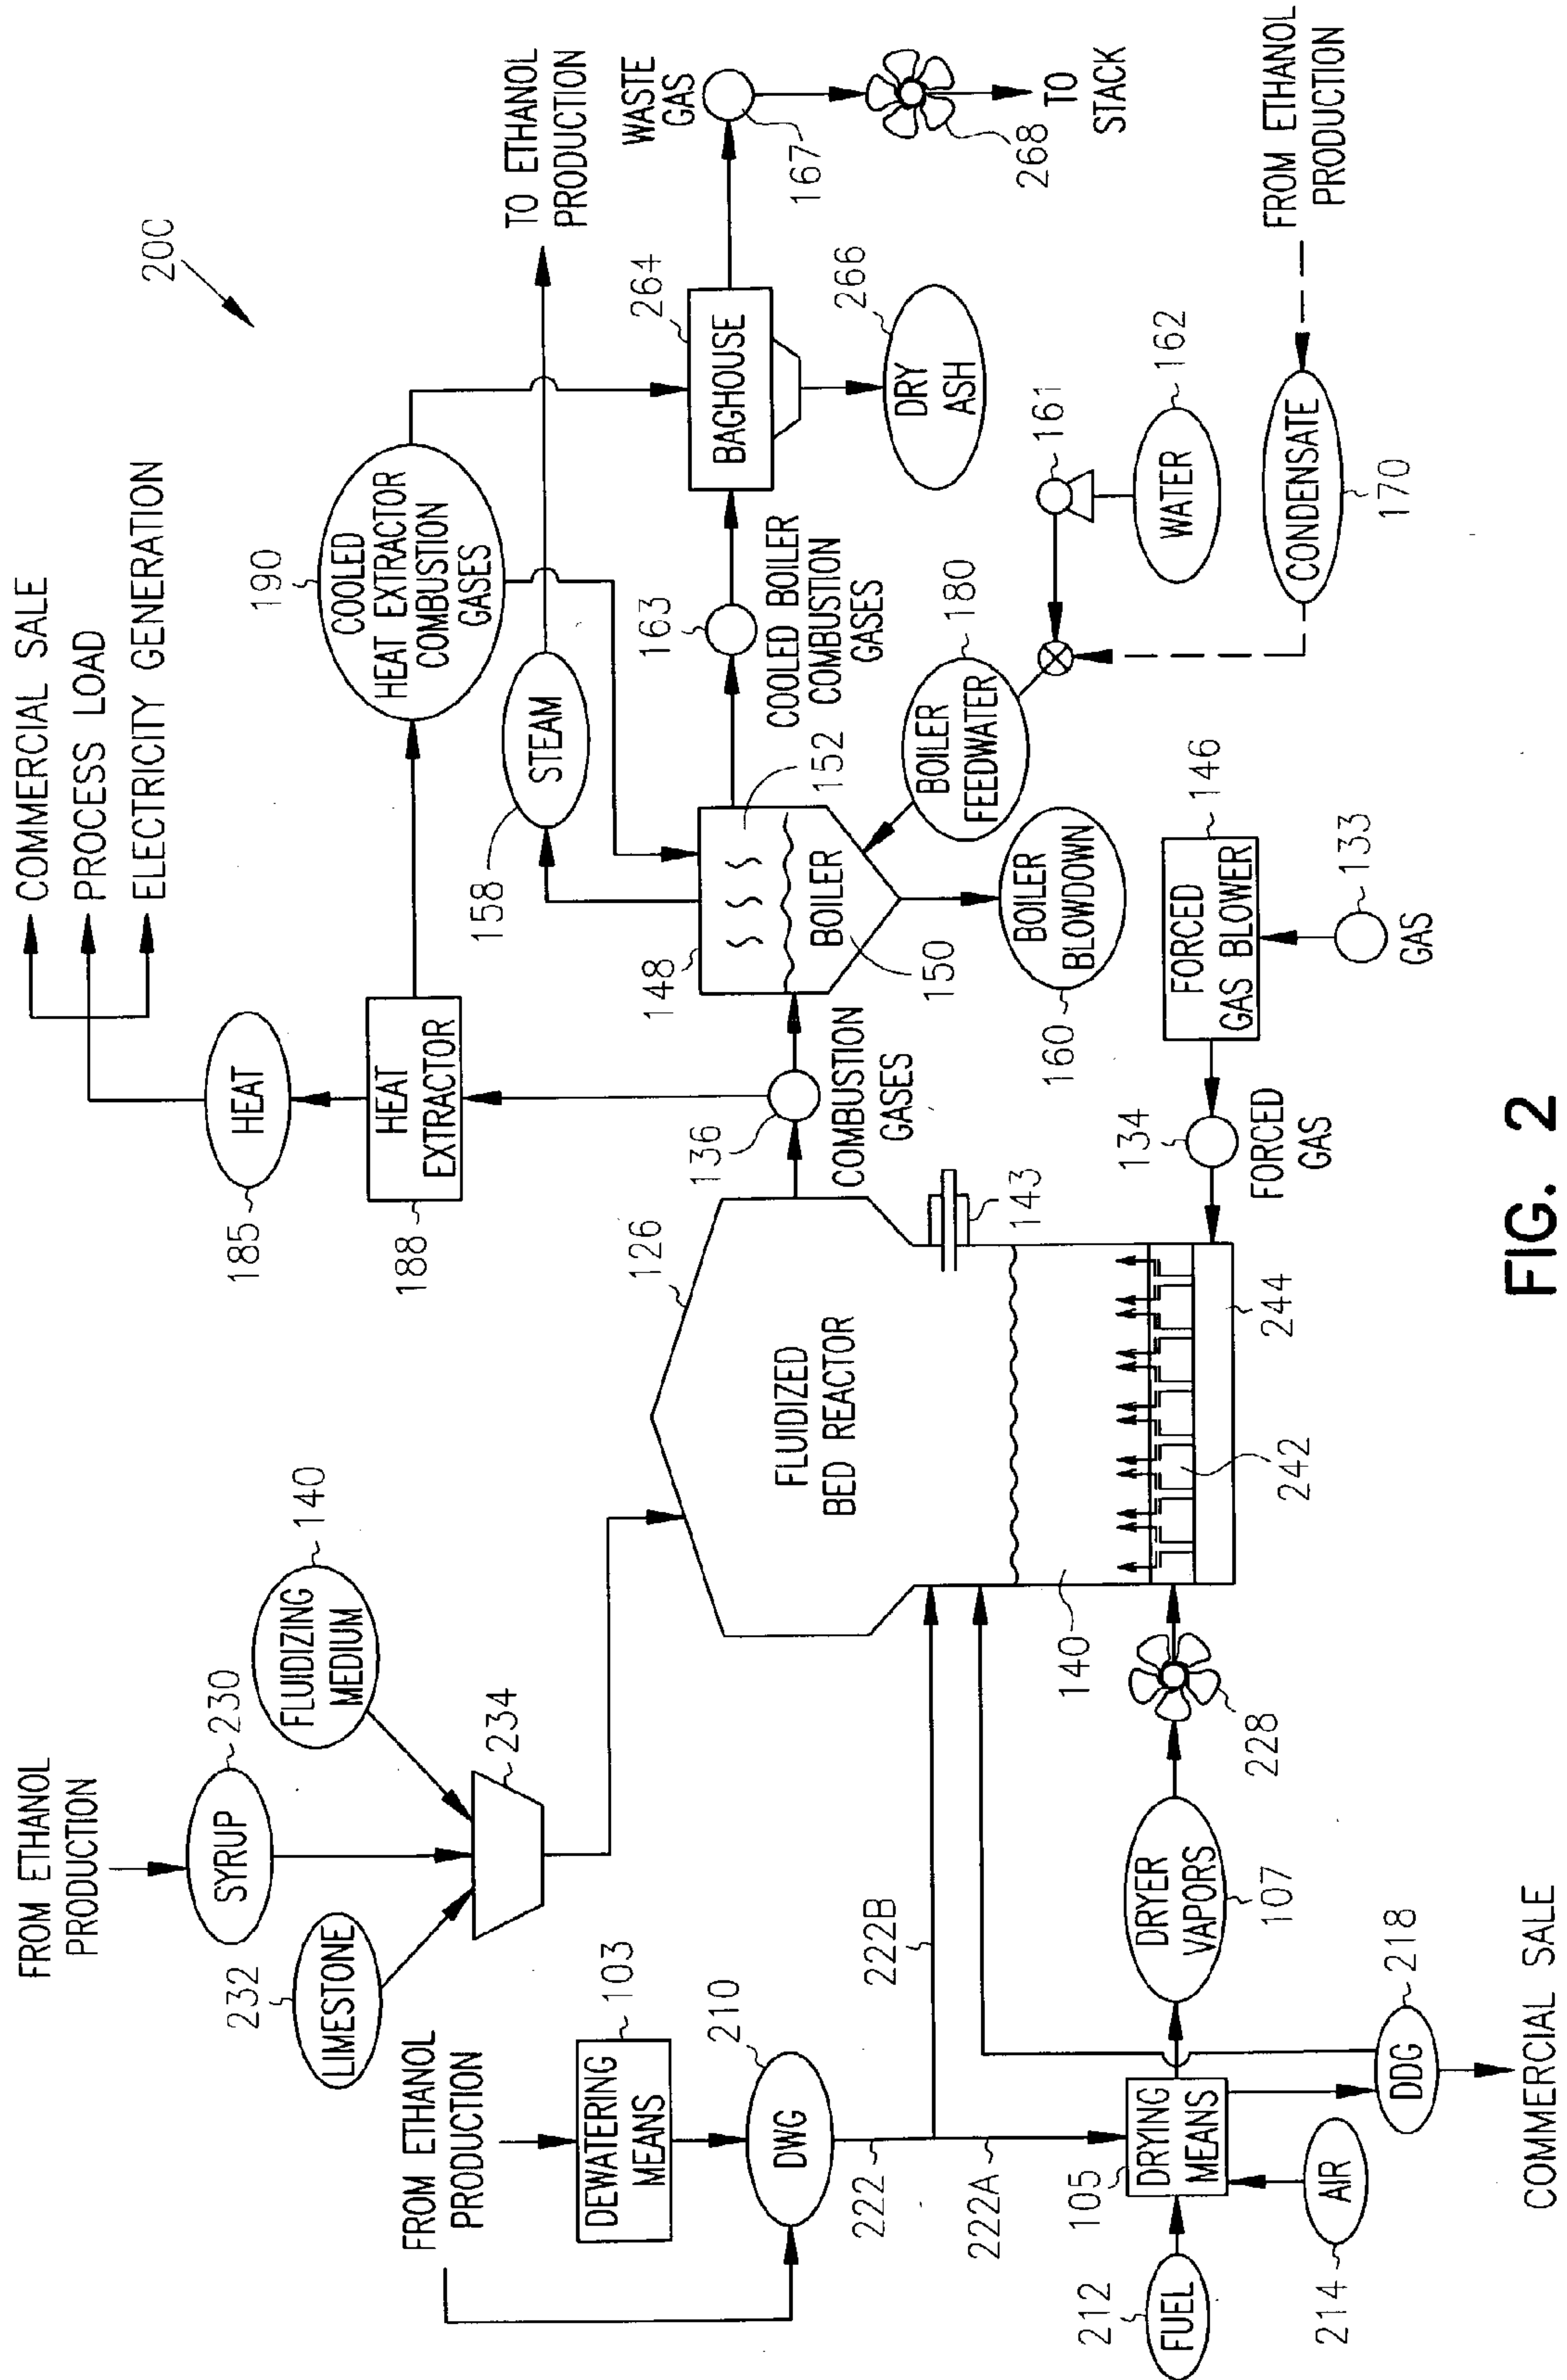 20C
FROM ETHANOL
PRODUCTION
SYRUP
230
FLUIDIZING
MEDIUM
140
232
LIMESTONE
234
FROM ETHANOL
PRODUCTION
DEWATERING
MEANS
103
DWG
210
222
222A
222B
105
DRYING
MEANS
212
FUEL
214
AIR
DDG
218
COMMERCIAL SALE
DRYER
VAPORS
107
228
140
FLUIDIZED
BED REACTOR
126
143
242
244
134
FORCED
GAS
FORCED
GAS BLOWER
146
133
GAS
136
COMBUSTION
GASES
185
HEAT
188
HEAT
EXTRACTOR
COMMERCIAL SALE
PROCESS LOAD
ELECTRICITY GENERATION
190
COOLED
HEAT EXTRACTOR
COMBUSTION
GASES
158
STEAM
TO ETHANOL
PRODUCTION
148
152
BOILER
150
160
BOILER
BLOWDOWN
BOILER
FEEDWATER
180
163
COOLED BOILER
COMBUSTION
GASES
BAGHOUSE
264
DRY
ASH
266
WASTE
GAS
167
268
TO
STACK
161
WATER
162
CONDENSATE
170
FROM ETHANOL
PRODUCTION
FIG. 2